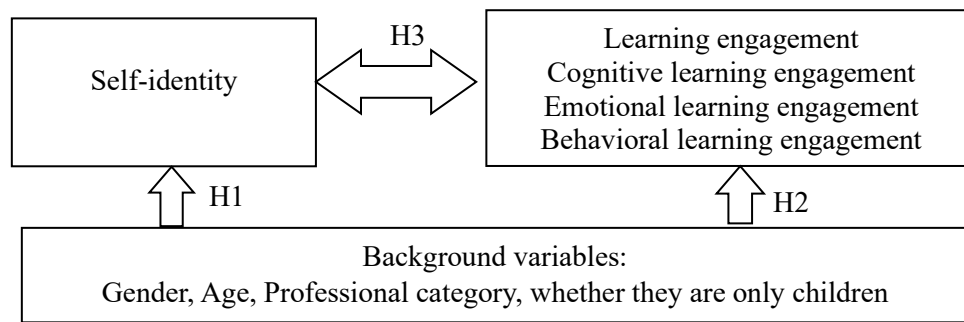 H3
Self-identity
Learning engagement
Cognitive learning engagement
Emotional learning engagement
Behavioral learning engagement
H1
H2
Background variables:
Gender, Age, Professional category, whether they are only children